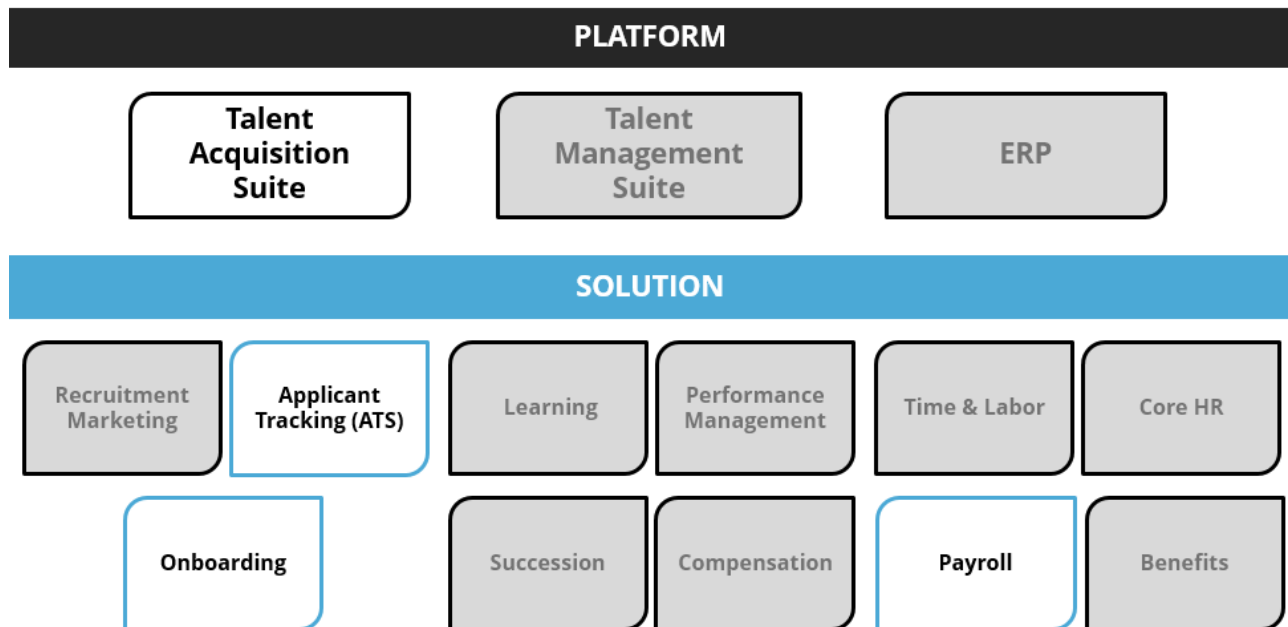 PLATFORM
Talent
Acquisition
Suite
Talent
Management
Suite
ERP
SOLUTION
Recruitment
Marketing
Applicant
Tracking (ATS)
Learning
Performance
Management
Time & Labor
Core HR
Onboarding
Succession
Compensation
Payroll
Benefits